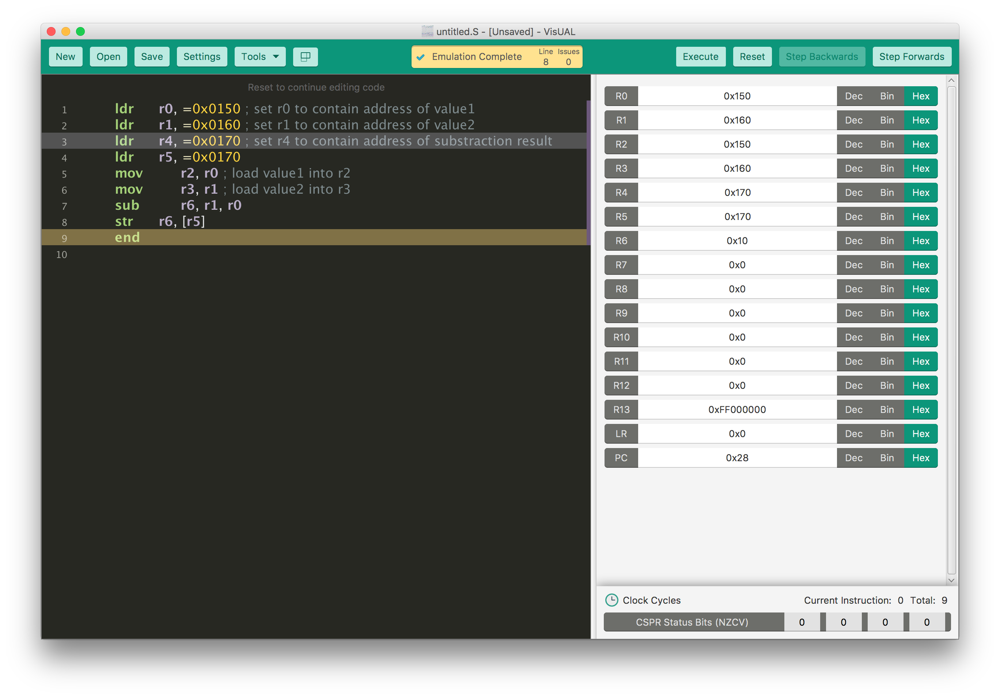 untitled.S - [Unsaved] - VisUAL
New Open Save Settings Tools Emulation Complete Line 8 Issues 0 Execute Reset Step Backwards Step Forwards
Reset to continue editing code
1 ldr r0, =0x0150 ; set r0 to contain address of value1
2 ldr r1, =0x0160 ; set r1 to contain address of value2
3 ldr r4, =0x0170 ; set r4 to contain address of substraction result
4 ldr r5, =0x0170
5 mov r2, r0 ; load value1 into r2
6 mov r3, r1 ; load value2 into r3
7 sub r6, r1, r0
8 str r6, [r5]
9 end
10
R0 0x150 Dec Bin Hex
R1 0x160 Dec Bin Hex
R2 0x150 Dec Bin Hex
R3 0x160 Dec Bin Hex
R4 0x170 Dec Bin Hex
R5 0x170 Dec Bin Hex
R6 0x10 Dec Bin Hex
R7 0x0 Dec Bin Hex
R8 0x0 Dec Bin Hex
R9 0x0 Dec Bin Hex
R10 0x0 Dec Bin Hex
R11 0x0 Dec Bin Hex
R12 0x0 Dec Bin Hex
R13 0xFF000000 Dec Bin Hex
LR 0x0 Dec Bin Hex
PC 0x28 Dec Bin Hex
Clock Cycles Current Instruction: 0 Total: 9
CSPR Status Bits (NZCV) 0 0 0 0